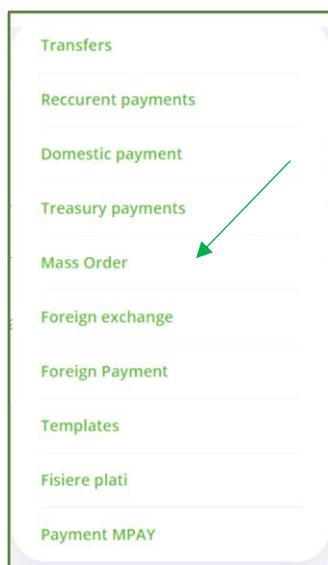 Transfers
Reccurent payments
Domestic payment
Treasury payments
Mass Order
Foreign exchange
Foreign Payment
Templates
Fisiere plati
Payment MPAY